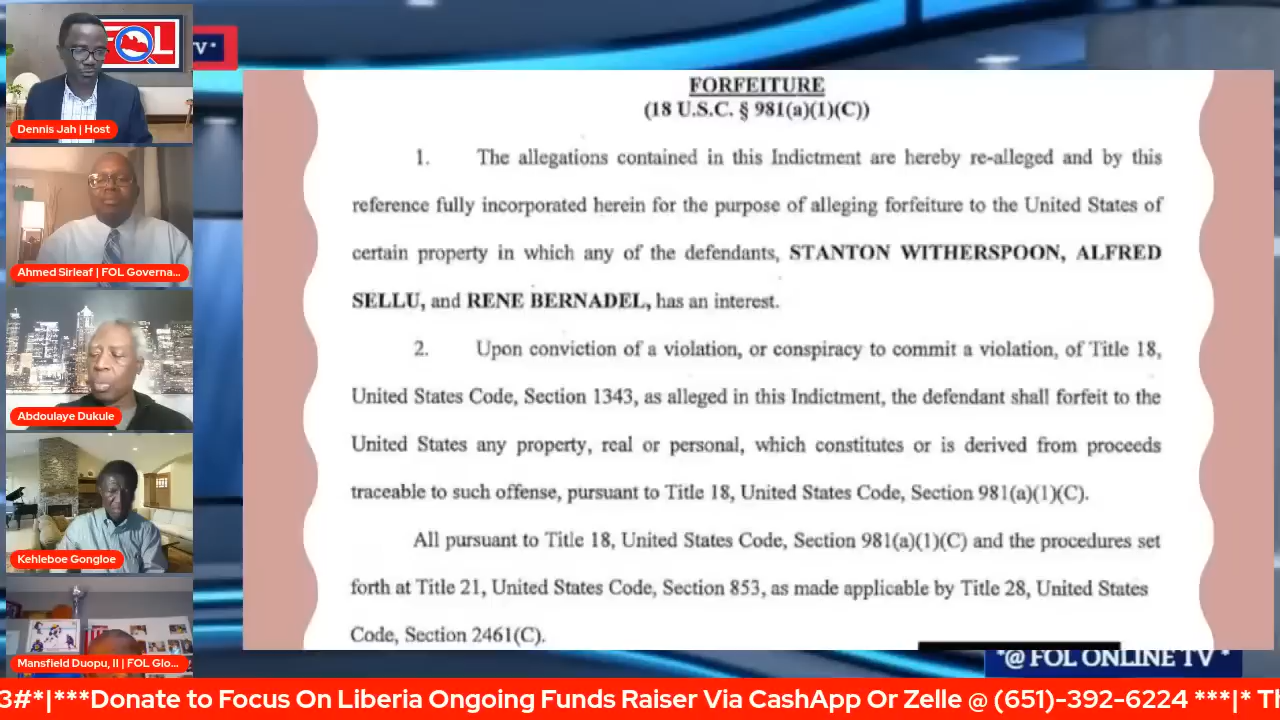 FOL
TV*
Dennis Jah | Host
Ahmed Sirleaf | FOL Governa...
Abdoulaye Dukule
Kehleboe Gongloe
Mansfield Duopu, II | FOL Glo...
FORFEITURE
(18 U.S.C. § 981(a)(1)(C))
1. The allegations contained in this Indictment are hereby re-alleged and by this
reference fully incorporated herein for the purpose of alleging forfeiture to the United States of
certain property in which any of the defendants, STANTON WITHERSPOON, ALFRED
SELLU, and RENE BERNADEL, has an interest.
2. Upon conviction of a violation, or conspiracy to commit a violation, of Title 18,
United States Code, Section 1343, as alleged in this Indictment, the defendant shall forfeit to the
United States any property, real or personal, which constitutes or is derived from proceeds
traceable to such offense, pursuant to Title 18, United States Code, Section 981(a)(1)(C).
All pursuant to Title 18, United States Code, Section 981(a)(1)(C) and the procedures set
forth at Title 21, United States Code, Section 853, as made applicable by Title 28, United States
Code, Section 2461(C).
*@ FOL ONLINE TV *
3#*|***Donate to Focus On Liberia Ongoing Funds Raiser Via CashApp Or Zelle @ (651)-392-6224 ***|* Th